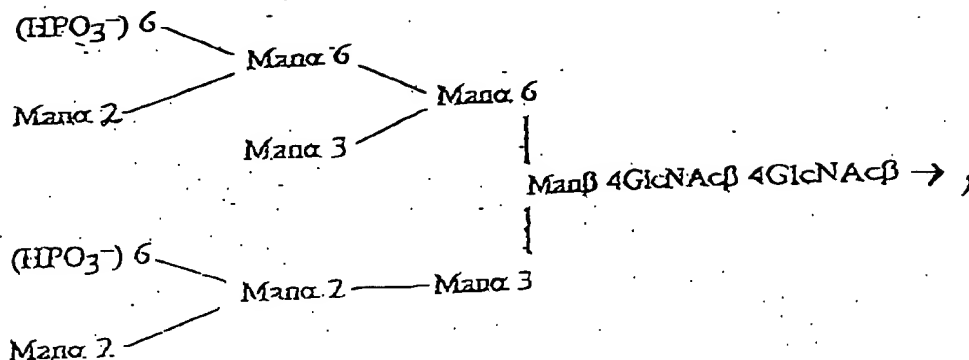 (HPO₃⁻) 6
Manα 6
Manα 2
Manα 6
Manα 3
Manβ 4GlcNAcβ 4GlcNAcβ → ;
(HPO₃⁻) 6
Manα 2 Manα 3
Manα 2